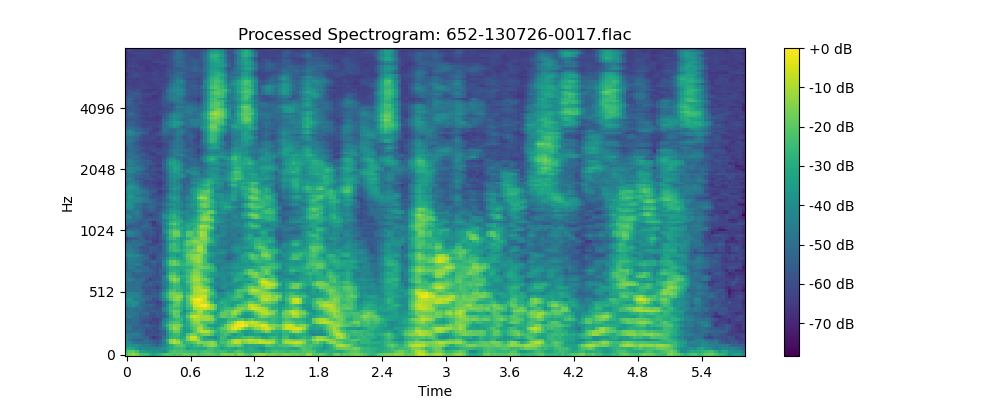 Processed Spectrogram: 652-130726-0017.flac
Hz
4096
2048
1024
512
0
0 0.6 1.2 1.8 2.4 3 3.6 4.2 4.8 5.4
Time
+0 dB
-10 dB
-20 dB
-30 dB
-40 dB
-50 dB
-60 dB
-70 dB